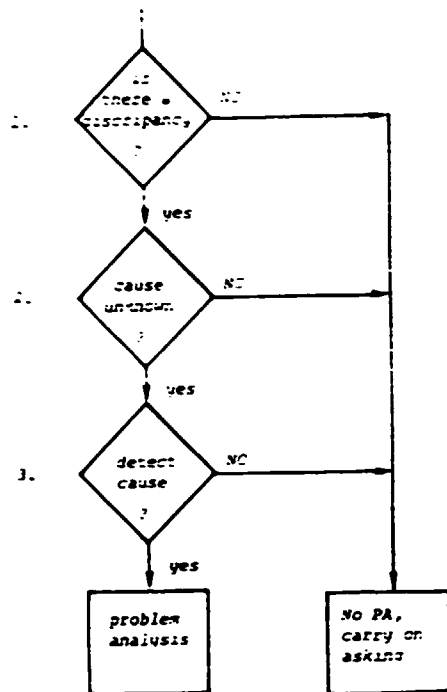 is
there a
1. discripancy NO
?
yes
cause NO
2. unknown
?
yes
detect NO
3. cause
?
yes
problem
analysis
No PA,
carry on
asking